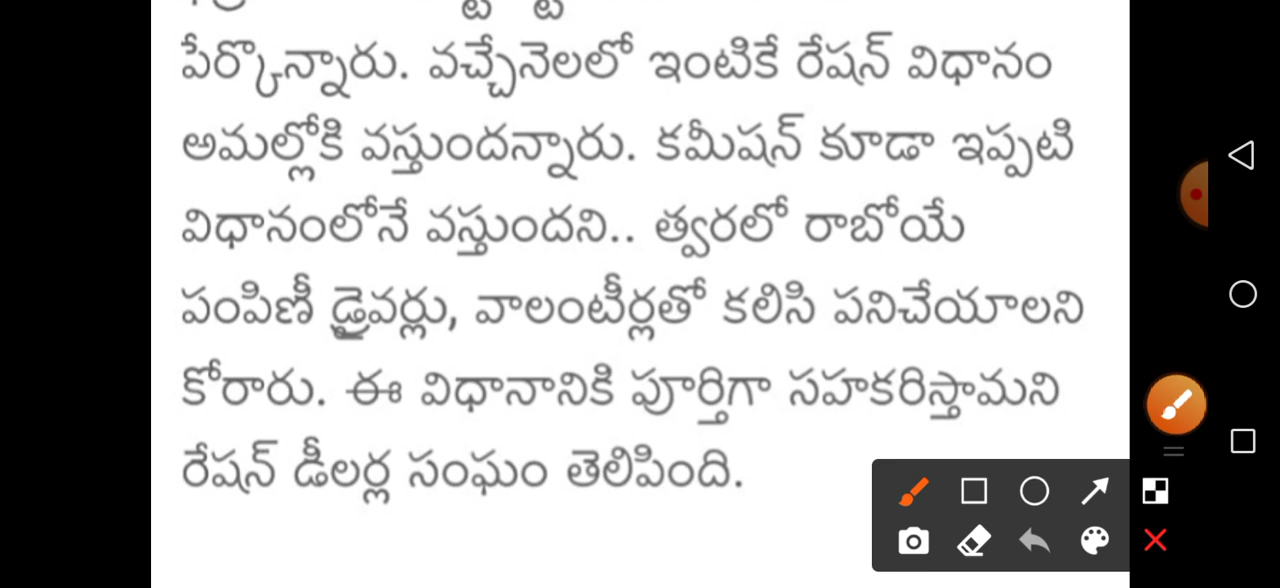 పేర్కొన్నారు. వచ్చేనెలలో ఇంటికే రేషన్ విధానం
అమల్లోకి వస్తుందన్నారు. కమీషన్ కూడా ఇప్పటి
విధానంలోనే వస్తుందని.. త్వరలో రాబోయే
పంపిణీ డ్రైవర్లు, వాలంటీర్లతో కలిసి పనిచేయాలని
కోరారు. ఈ విధానానికి పూర్తిగా సహకరిస్తామని
రేషన్ డీలర్ల సంఘం తెలిపింది.